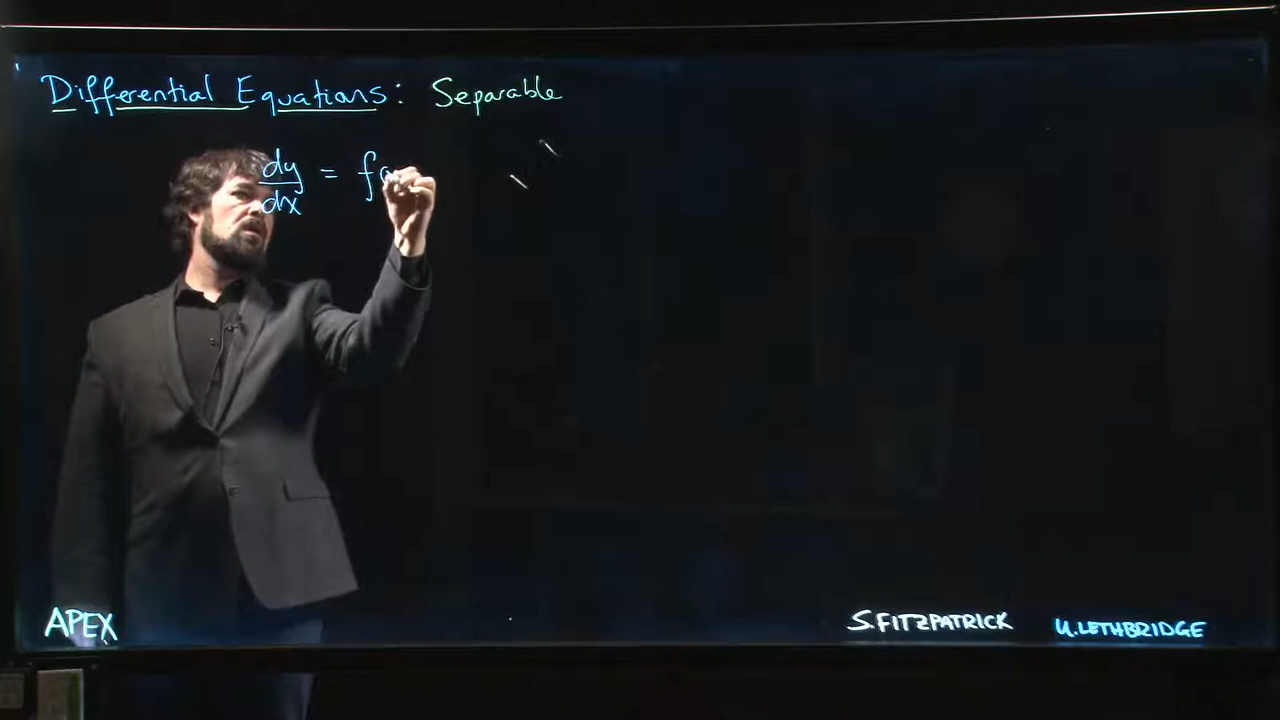 Differential Equations: Separable
dy/dx = f
APEX
S.FITZPATRICK
U.LETHBRIDGE